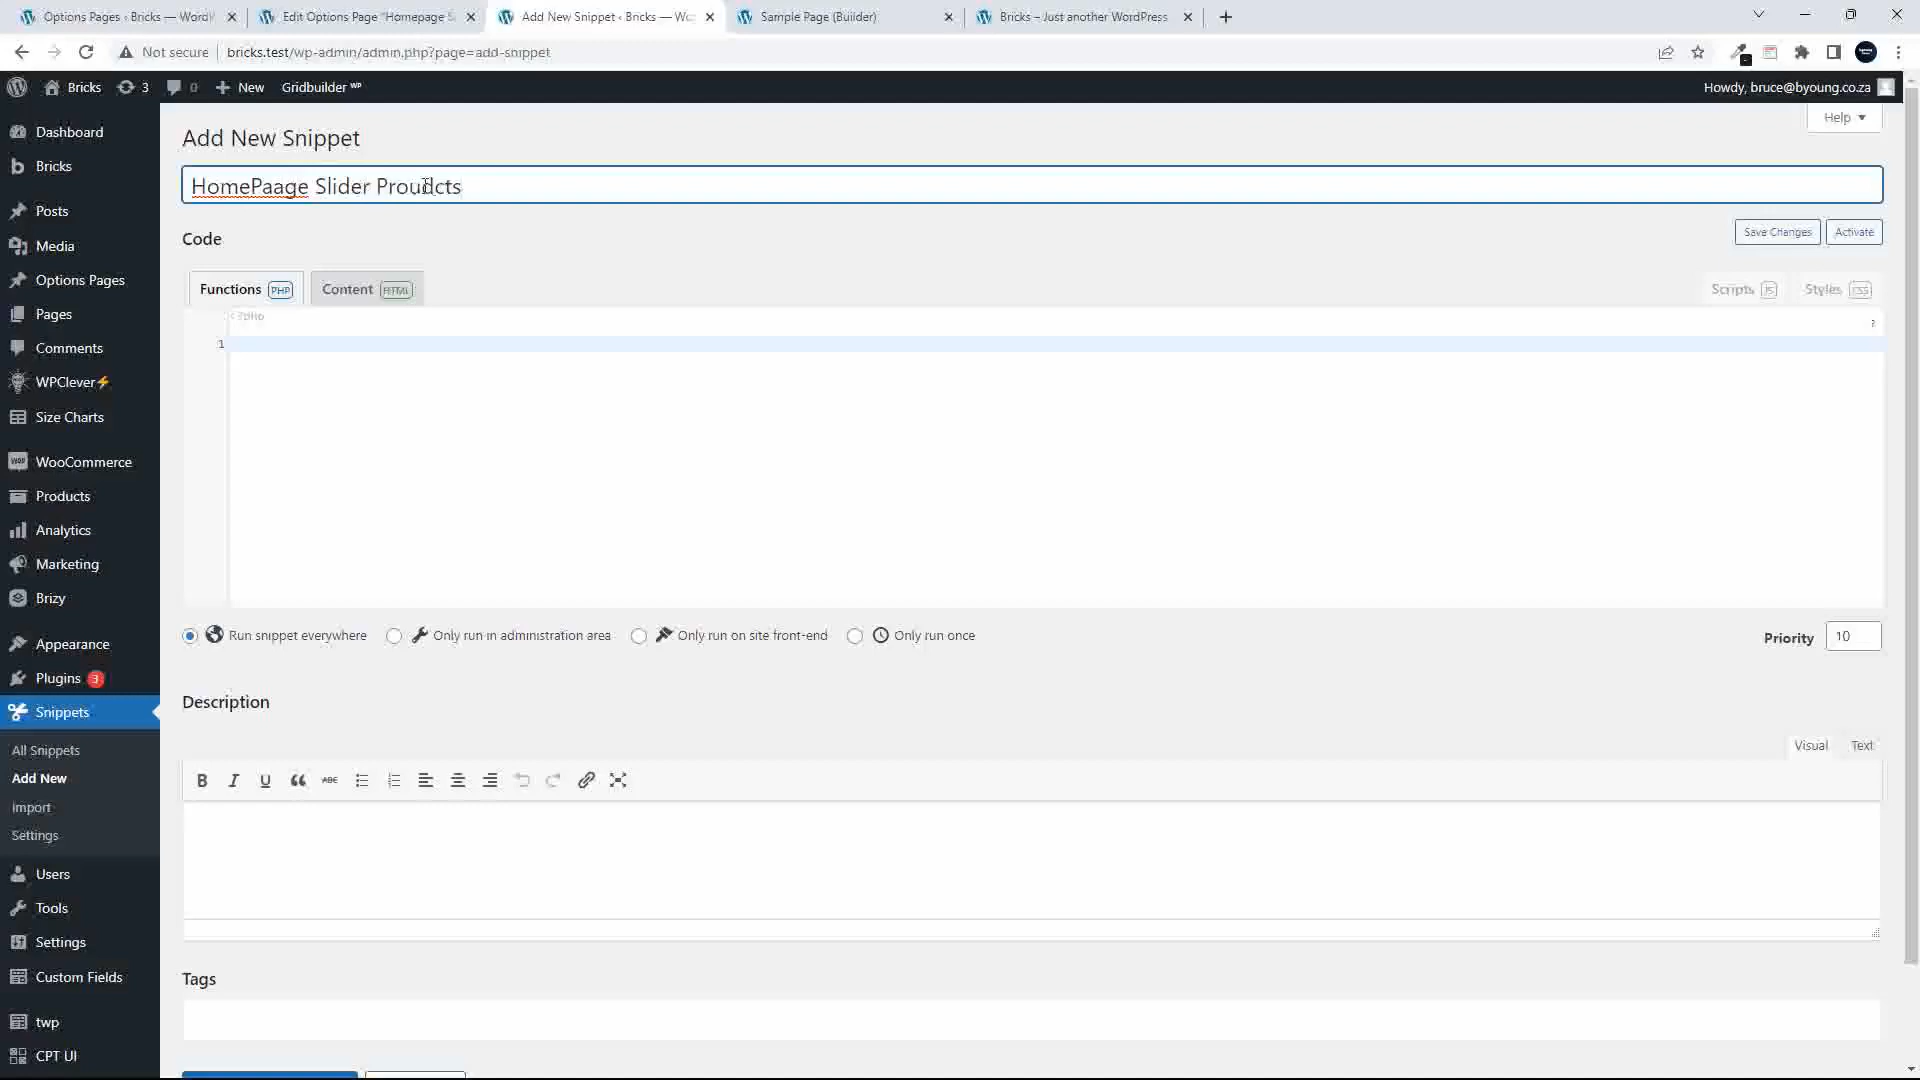 Options Pages ‹ Bricks — WordP
Edit Options Page "Homepage S
Add New Snippet ‹ Bricks — Wo
Sample Page (Builder)
Bricks – Just another WordPress
Not secure
bricks.test/wp-admin/admin.php?page=add-snippet
Bricks
3
0
New
Gridbuilder WP
Howdy, bruce@byoung.co.za
Help
Dashboard
Bricks
Posts
Media
Options Pages
Pages
Comments
WPClever
Size Charts
WooCommerce
Products
Analytics
Marketing
Brizy
Appearance
Plugins 3
Snippets
All Snippets
Add New
Import
Settings
Users
Tools
Settings
Custom Fields
twp
CPT UI
Add New Snippet
HomePaage Slider Proudcts
Code
Save Changes
Activate
Functions PHP
Content HTML
Scripts JS
Styles CSS
<?php
?
1
Run snippet everywhere
Only run in administration area
Only run on site front-end
Only run once
Priority
10
Description
Visual
Text
B I U “ ABC
Tags